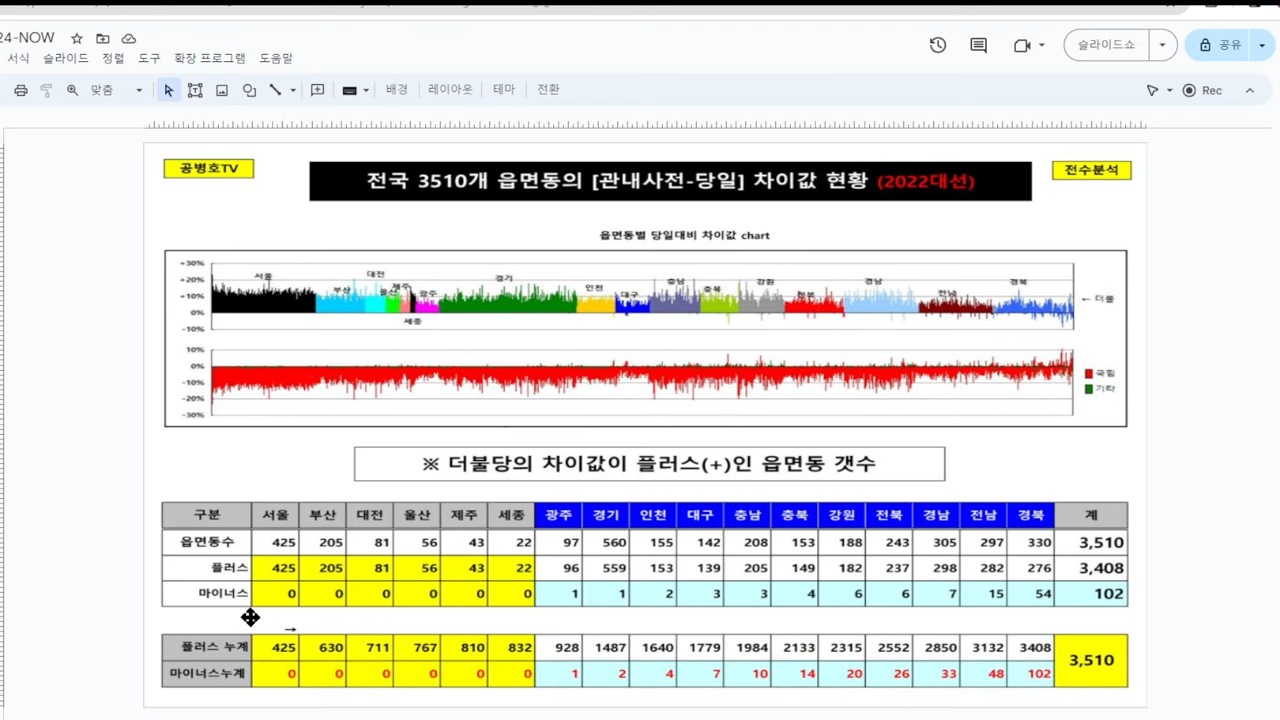 24-NOW
서식 슬라이드 정렬 도구 확장 프로그램 도움말
슬라이드쇼 공유
맞춤 배경 레이아웃 테마 전환 Rec
공병호TV
전국 3510개 읍면동의 [관내사전-당일] 차이값 현황 (2022대선)
전수분석
읍면동별 당일대비 차이값 chart
+30%
+20%
+10%
0%
-10%
서울 부산 대전 울산 제주 세종 광주 경기 인천 대구 충남 충북 강원 전북 경남 전남 경북
← 더불
10%
0%
-10%
-20%
-30%
국힘
기타
※ 더불당의 차이값이 플러스(+)인 읍면동 갯수
구분 서울 부산 대전 울산 제주 세종 광주 경기 인천 대구 충남 충북 강원 전북 경남 전남 경북 계
읍면동수 425 205 81 56 43 22 97 560 155 142 208 153 188 243 305 297 330 3,510
플러스 425 205 81 56 43 22 96 559 153 139 205 149 182 237 298 282 276 3,408
마이너스 0 0 0 0 0 0 1 1 2 3 3 4 6 6 7 15 54 102
→
플러스 누계 425 630 711 767 810 832 928 1487 1640 1779 1984 2133 2315 2552 2850 3132 3408 3,510
마이너스누계 0 0 0 0 0 0 1 2 4 7 10 14 20 26 33 48 102